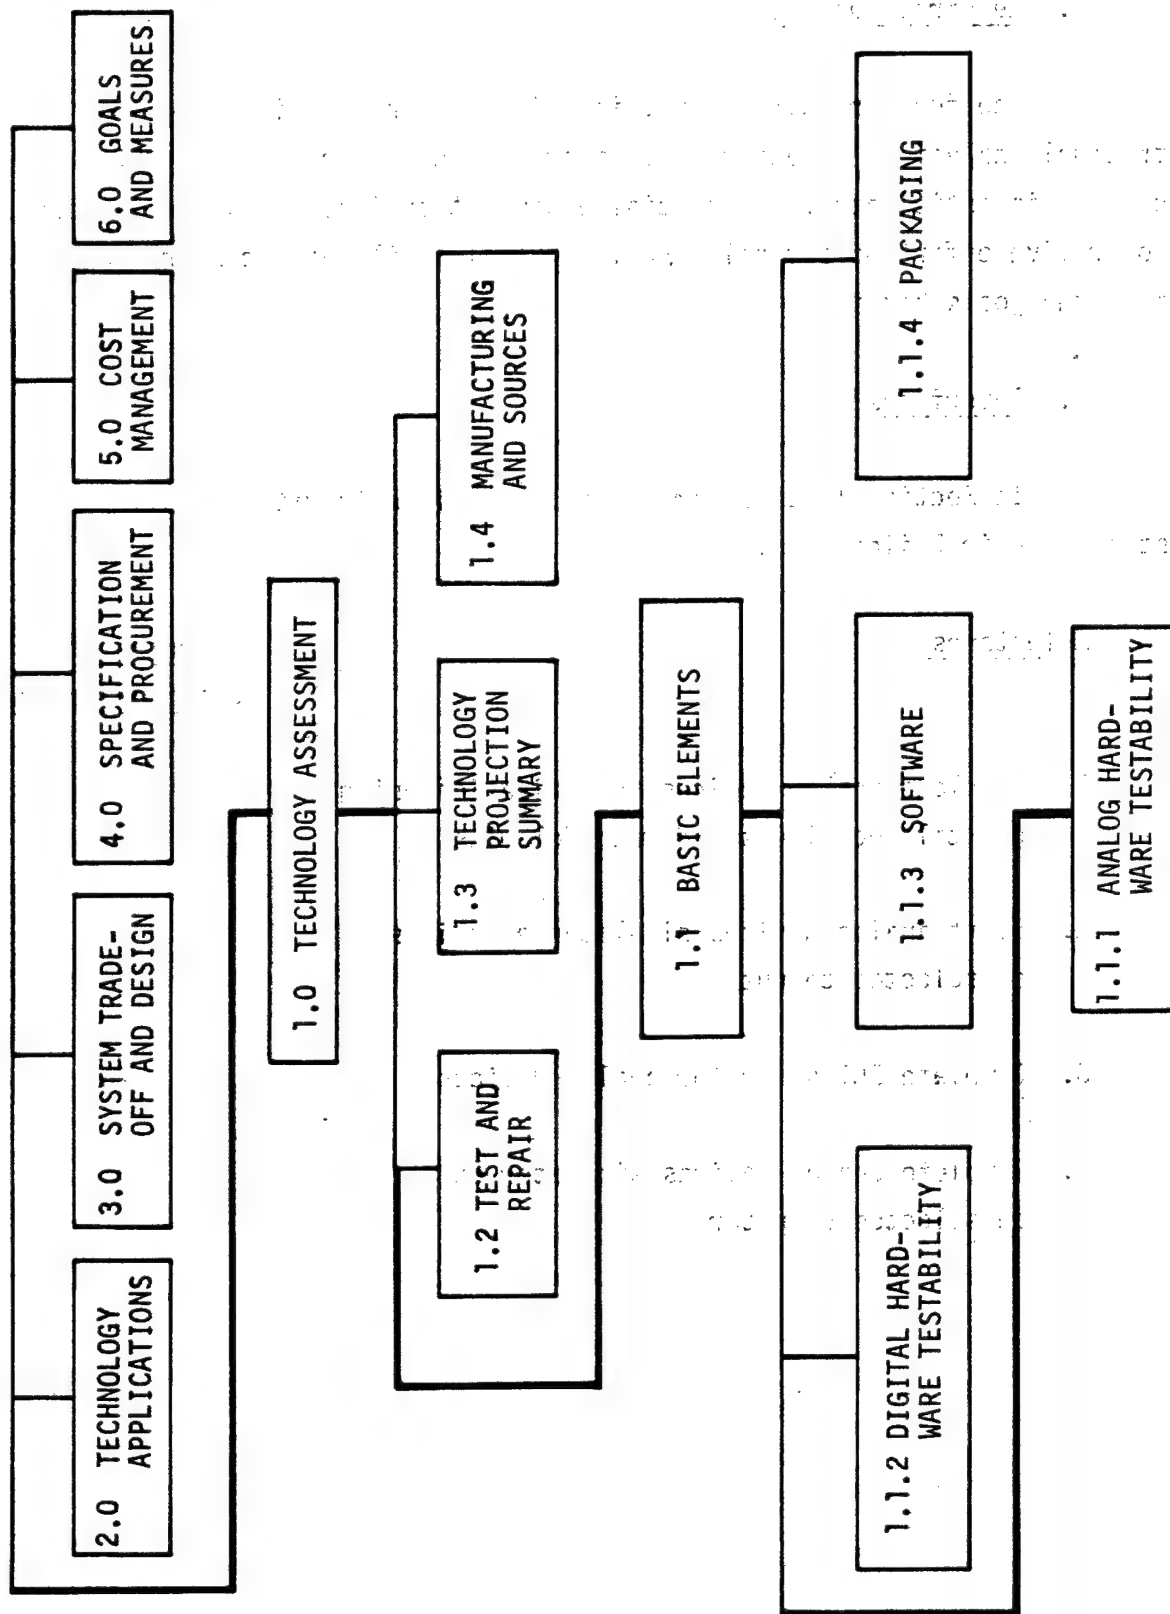 2.0 TECHNOLOGY
APPLICATIONS
3.0 SYSTEM TRADE-
OFF AND DESIGN
4.0 SPECIFICATION
AND PROCUREMENT
5.0 COST
MANAGEMENT
6.0 GOALS
AND MEASURES
1.0 TECHNOLOGY ASSESSMENT
1.2 TEST AND
REPAIR
1.3 TECHNOLOGY
PROJECTION
SUMMARY
1.4 MANUFACTURING
AND SOURCES
1.1 BASIC ELEMENTS
1.1.2 DIGITAL HARD-
WARE TESTABILITY
1.1.3 SOFTWARE
1.1.4 PACKAGING
1.1.1 ANALOG HARD-
WARE TESTABILITY